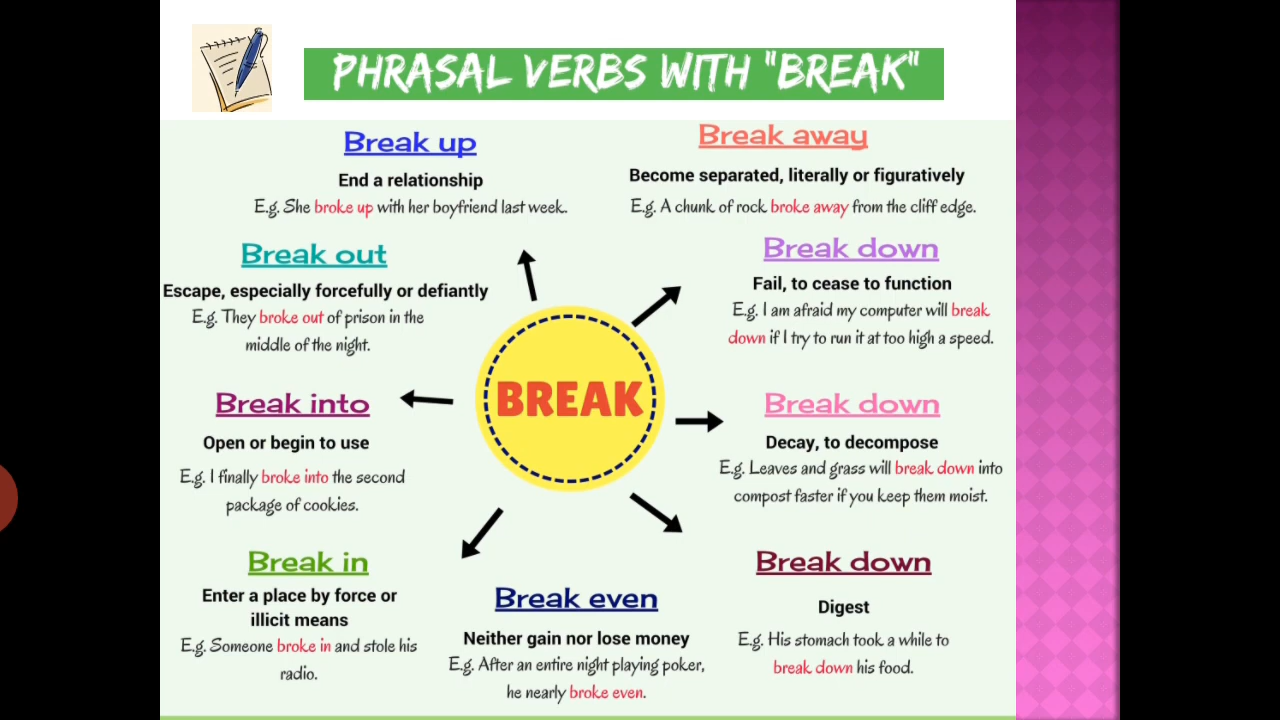 PHRASAL VERBS WITH "BREAK"
Break up
End a relationship
E.g. She broke up with her boyfriend last week.
Break away
Become separated, literally or figuratively
E.g. A chunk of rock broke away from the cliff edge.
Break out
Escape, especially forcefully or defiantly
E.g. They broke out of prison in the
middle of the night.
Break down
Fail, to cease to function
E.g. I am afraid my computer will break
down if I try to run it at too high a speed.
BREAK
Break into
Open or begin to use
E.g. I finally broke into the second
package of cookies.
Break down
Decay, to decompose
E.g. Leaves and grass will break down into
compost faster if you keep them moist.
Break in
Enter a place by force or
illicit means
E.g. Someone broke in and stole his
radio.
Break even
Neither gain nor lose money
E.g. After an entire night playing poker,
he nearly broke even.
Break down
Digest
E.g. His stomach took a while to
break down his food.